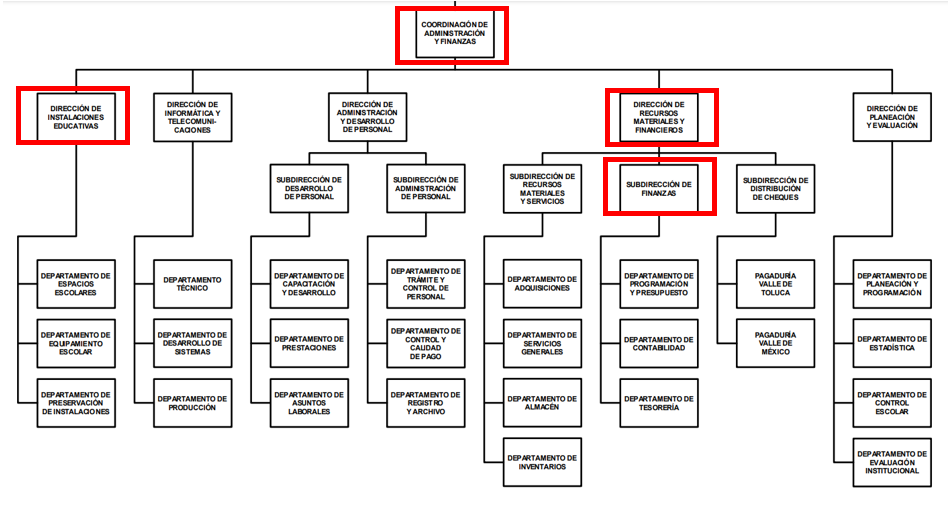 COORDINACIÓN DE
ADMINISTRACIÓN
Y FINANZAS
DIRECCIÓN DE
INSTALACIONES
EDUCATIVAS
DIRECCIÓN DE
INFORMÁTICA Y
TELECOMUNI-
CACIONES
DIRECCIÓN DE
ADMINISTRACIÓN
Y DESARROLLO
DE PERSONAL
DIRECCIÓN DE
RECURSOS
MATERIALES Y
FINANCIEROS
DIRECCIÓN DE
PLANEACIÓN
Y EVALUACIÓN
SUBDIRECCIÓN DE
DESARROLLO
DE PERSONAL
SUBDIRECCIÓN DE
ADMINISTRACIÓN
DE PERSONAL
SUBDIRECCIÓN DE
RECURSOS
MATERIALES
Y SERVICIOS
SUBDIRECCIÓN DE
FINANZAS
SUBDIRECCIÓN DE
DISTRIBUCIÓN
DE CHEQUES
DEPARTAMENTO DE
ESPACIOS
ESCOLARES
DEPARTAMENTO
TÉCNICO
DEPARTAMENTO DE
CAPACITACIÓN
Y DESARROLLO
DEPARTAMENTO DE
TRÁMITE Y
CONTROL DE
PERSONAL
DEPARTAMENTO DE
ADQUISICIONES
DEPARTAMENTO DE
PROGRAMACIÓN
Y PRESUPUESTO
PAGADURÍA
VALLE DE
TOLUCA
DEPARTAMENTO DE
PLANEACIÓN Y
PROGRAMACIÓN
DEPARTAMENTO DE
EQUIPAMIENTO
ESCOLAR
DEPARTAMENTO DE
DESARROLLO DE
SISTEMAS
DEPARTAMENTO DE
PRESTACIONES
DEPARTAMENTO DE
CONTROL Y
CALIDAD
DE PAGO
DEPARTAMENTO DE
SERVICIOS
GENERALES
DEPARTAMENTO DE
CONTABILIDAD
PAGADURÍA
VALLE DE
MÉXICO
DEPARTAMENTO DE
ESTADÍSTICA
DEPARTAMENTO DE
PRESERVACIÓN
DE INSTALACIONES
DEPARTAMENTO DE
PRODUCCIÓN
DEPARTAMENTO DE
ASUNTOS
LABORALES
DEPARTAMENTO DE
REGISTRO
Y ARCHIVO
DEPARTAMENTO DE
ALMACÉN
DEPARTAMENTO DE
TESORERÍA
DEPARTAMENTO DE
CONTROL
ESCOLAR
DEPARTAMENTO DE
INVENTARIOS
DEPARTAMENTO DE
EVALUACIÓN
INSTITUCIONAL